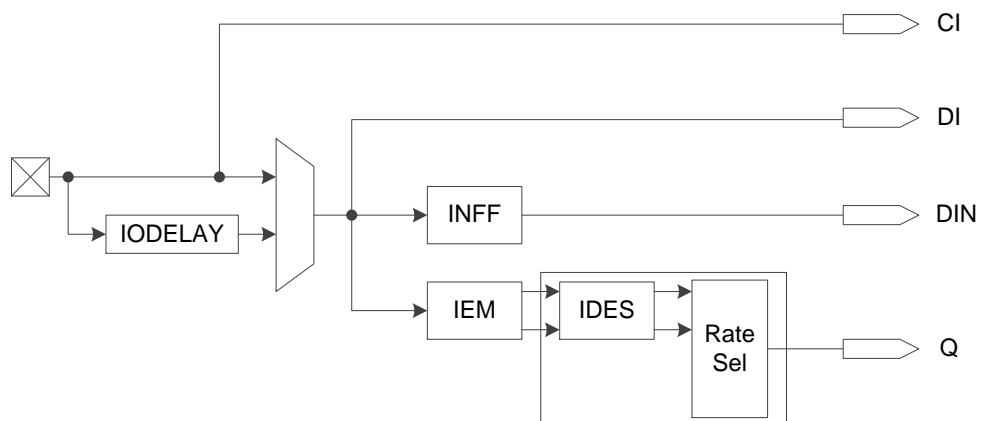 CI
DI
IODELAY
INFF
DIN
IEM
IDES
Rate
Sel
Q